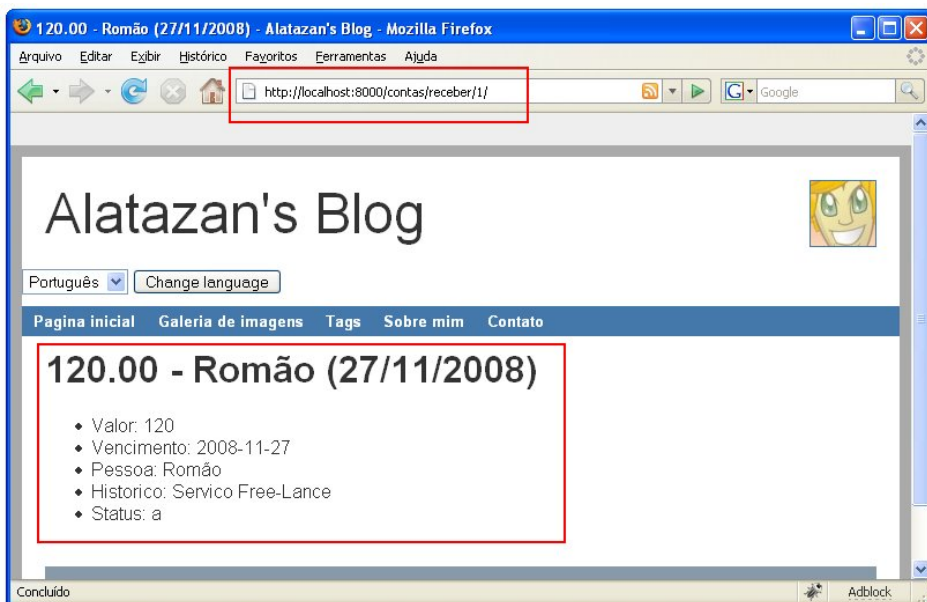 120.00 - Romão (27/11/2008) - Alatazan's Blog - Mozilla Firefox
Arquivo Editar Exibir Histórico Favoritos Ferramentas Ajuda
http://localhost:8000/contas/receber/1/
G Google
Alatazan's Blog
Português Change language
Pagina inicial Galeria de imagens Tags Sobre mim Contato
120.00 - Romão (27/11/2008)
Valor: 120
Vencimento: 2008-11-27
Pessoa: Romão
Historico: Servico Free-Lance
Status: a
Concluído Adblock